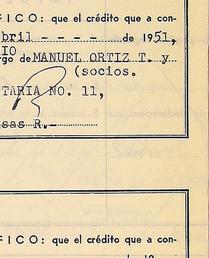 FICO: que el crédito que a con-
bril - - - - de 1951,
IO
rgo de MANUEL ORTIZ T. y
(socios.
TARIA NO. 11,
sas R.-
FICO: que el crédito que a con-